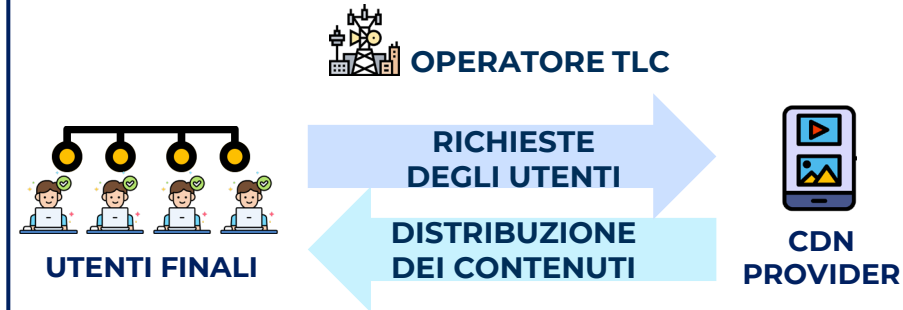 OPERATORE TLC
RICHIESTE
DEGLI UTENTI
DISTRIBUZIONE
DEI CONTENUTI
UTENTI FINALI
CDN
PROVIDER